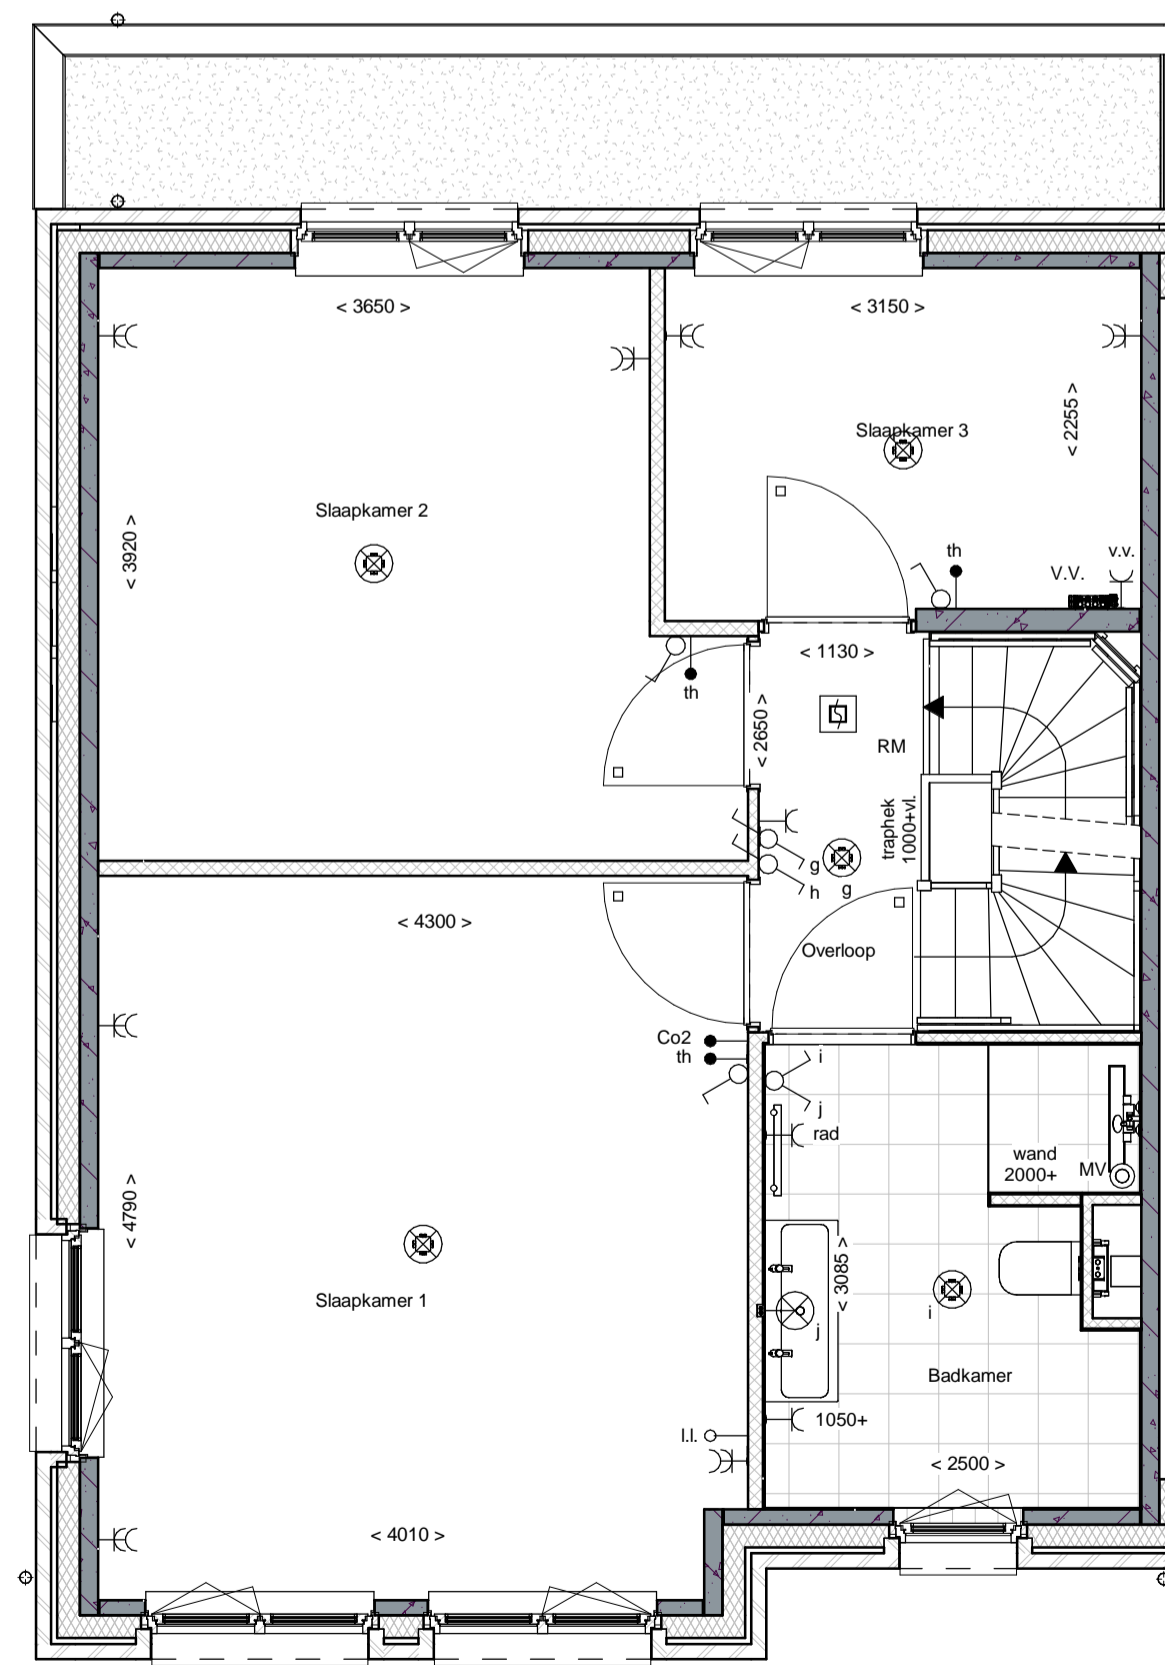 < 3650 >
< 3150 >
< 2255 >
Slaapkamer 3
Slaapkamer 2
< 3920 >
th
v.v.
V.V.
< 1130 >
th
< 2650 >
RM
traphek
1000+vl.
g
h
g
< 4300 >
Overloop
Co2
th
i
j
rad
wand
2000+
MV
< 4790 >
< 3085 >
Slaapkamer 1
i
j
Badkamer
1050+
l.l.
< 2500 >
< 4010 >